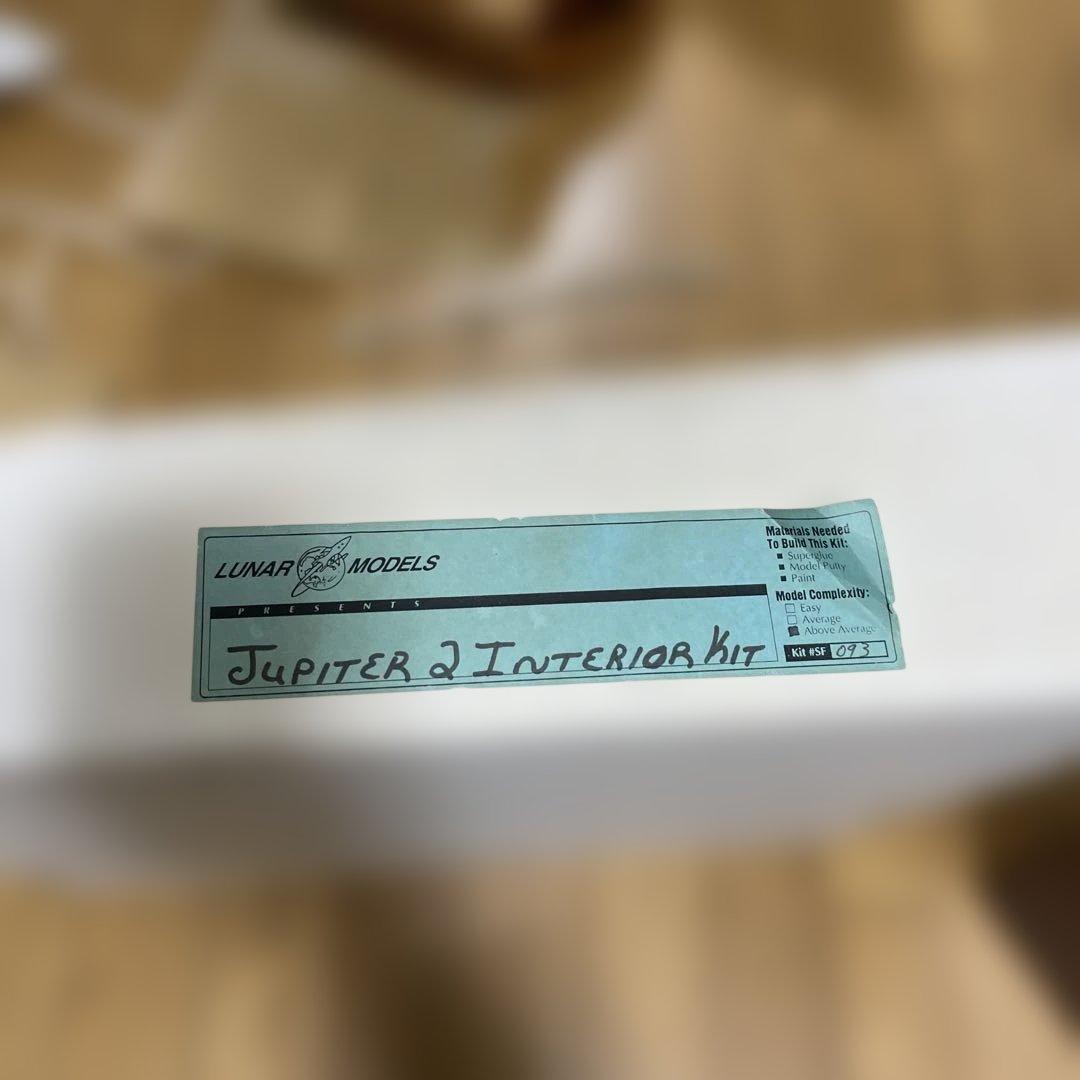 LUNAR MODELS
PRESENTS
JUPITER 2 INTERIOR KIT
Materials Needed
To Build This Kit:
Superglue
Model Putty
Paint
Model Complexity:
Easy
Average
Above Average
Kit #SF 093